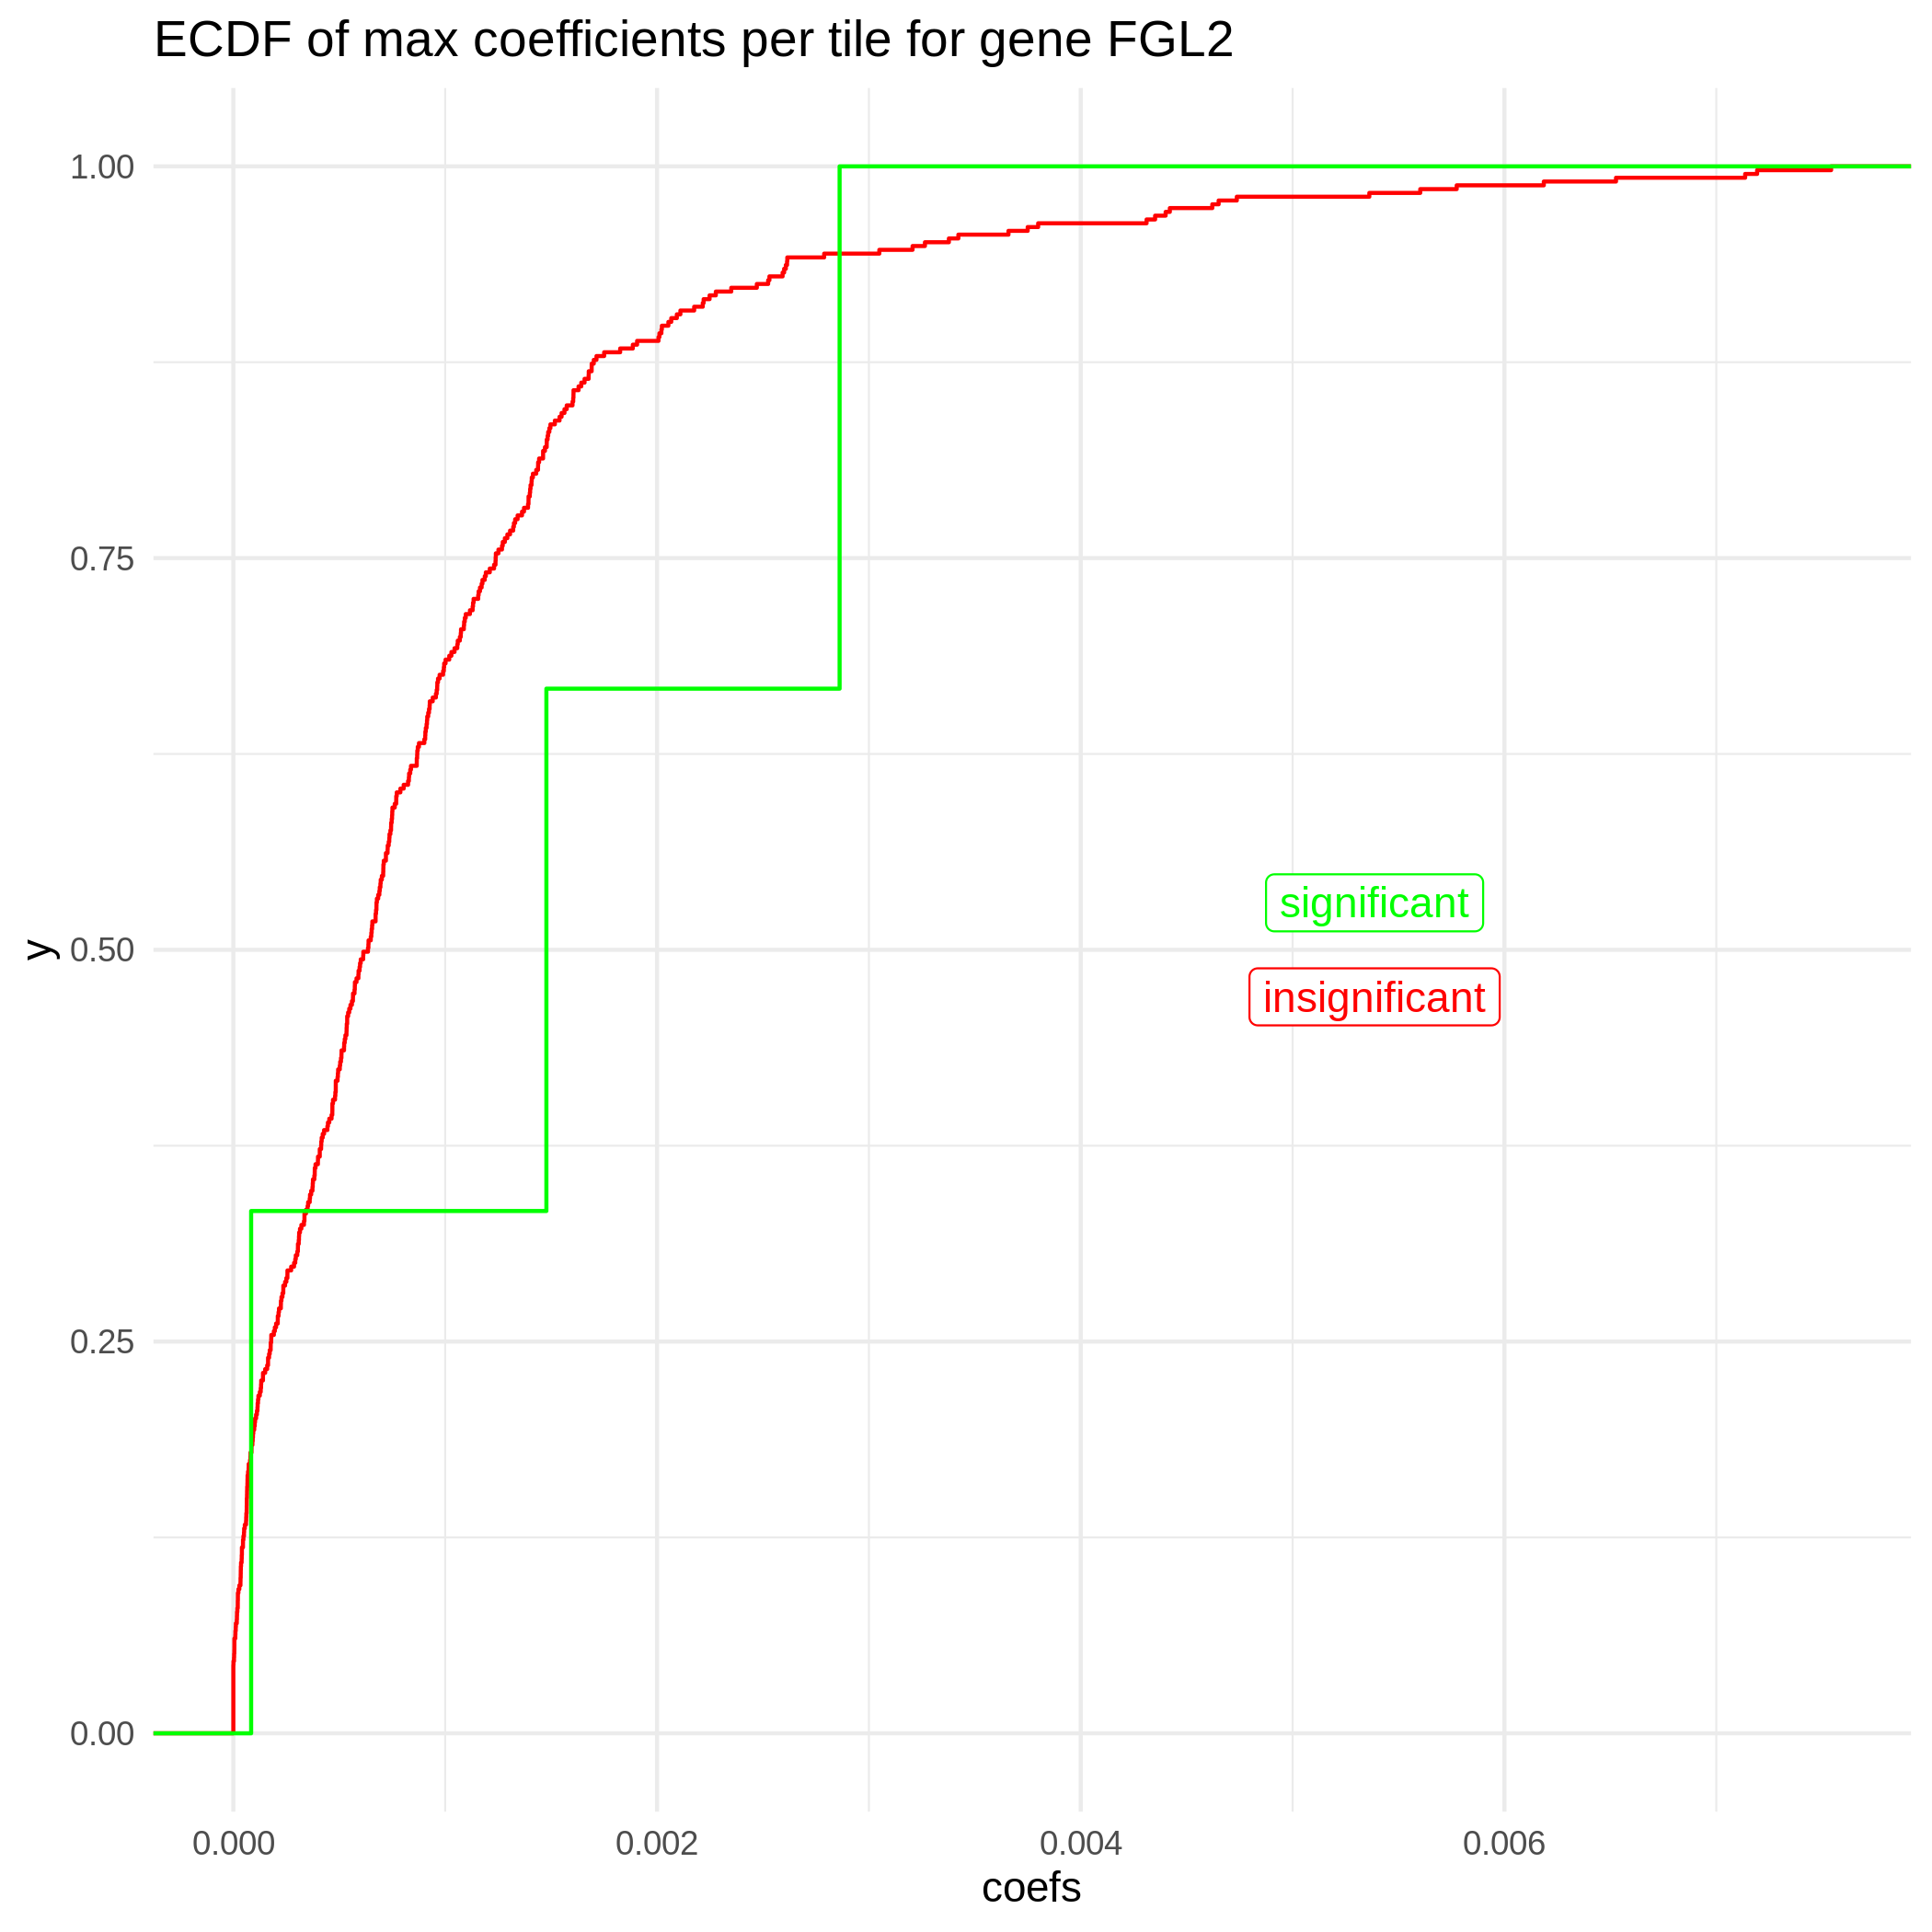 ECDF of max coefficients per tile for gene FGL2
1.00
0.75
0.50
0.25
0.00
y
significant
insignificant
0.000 0.002 0.004 0.006
coefs